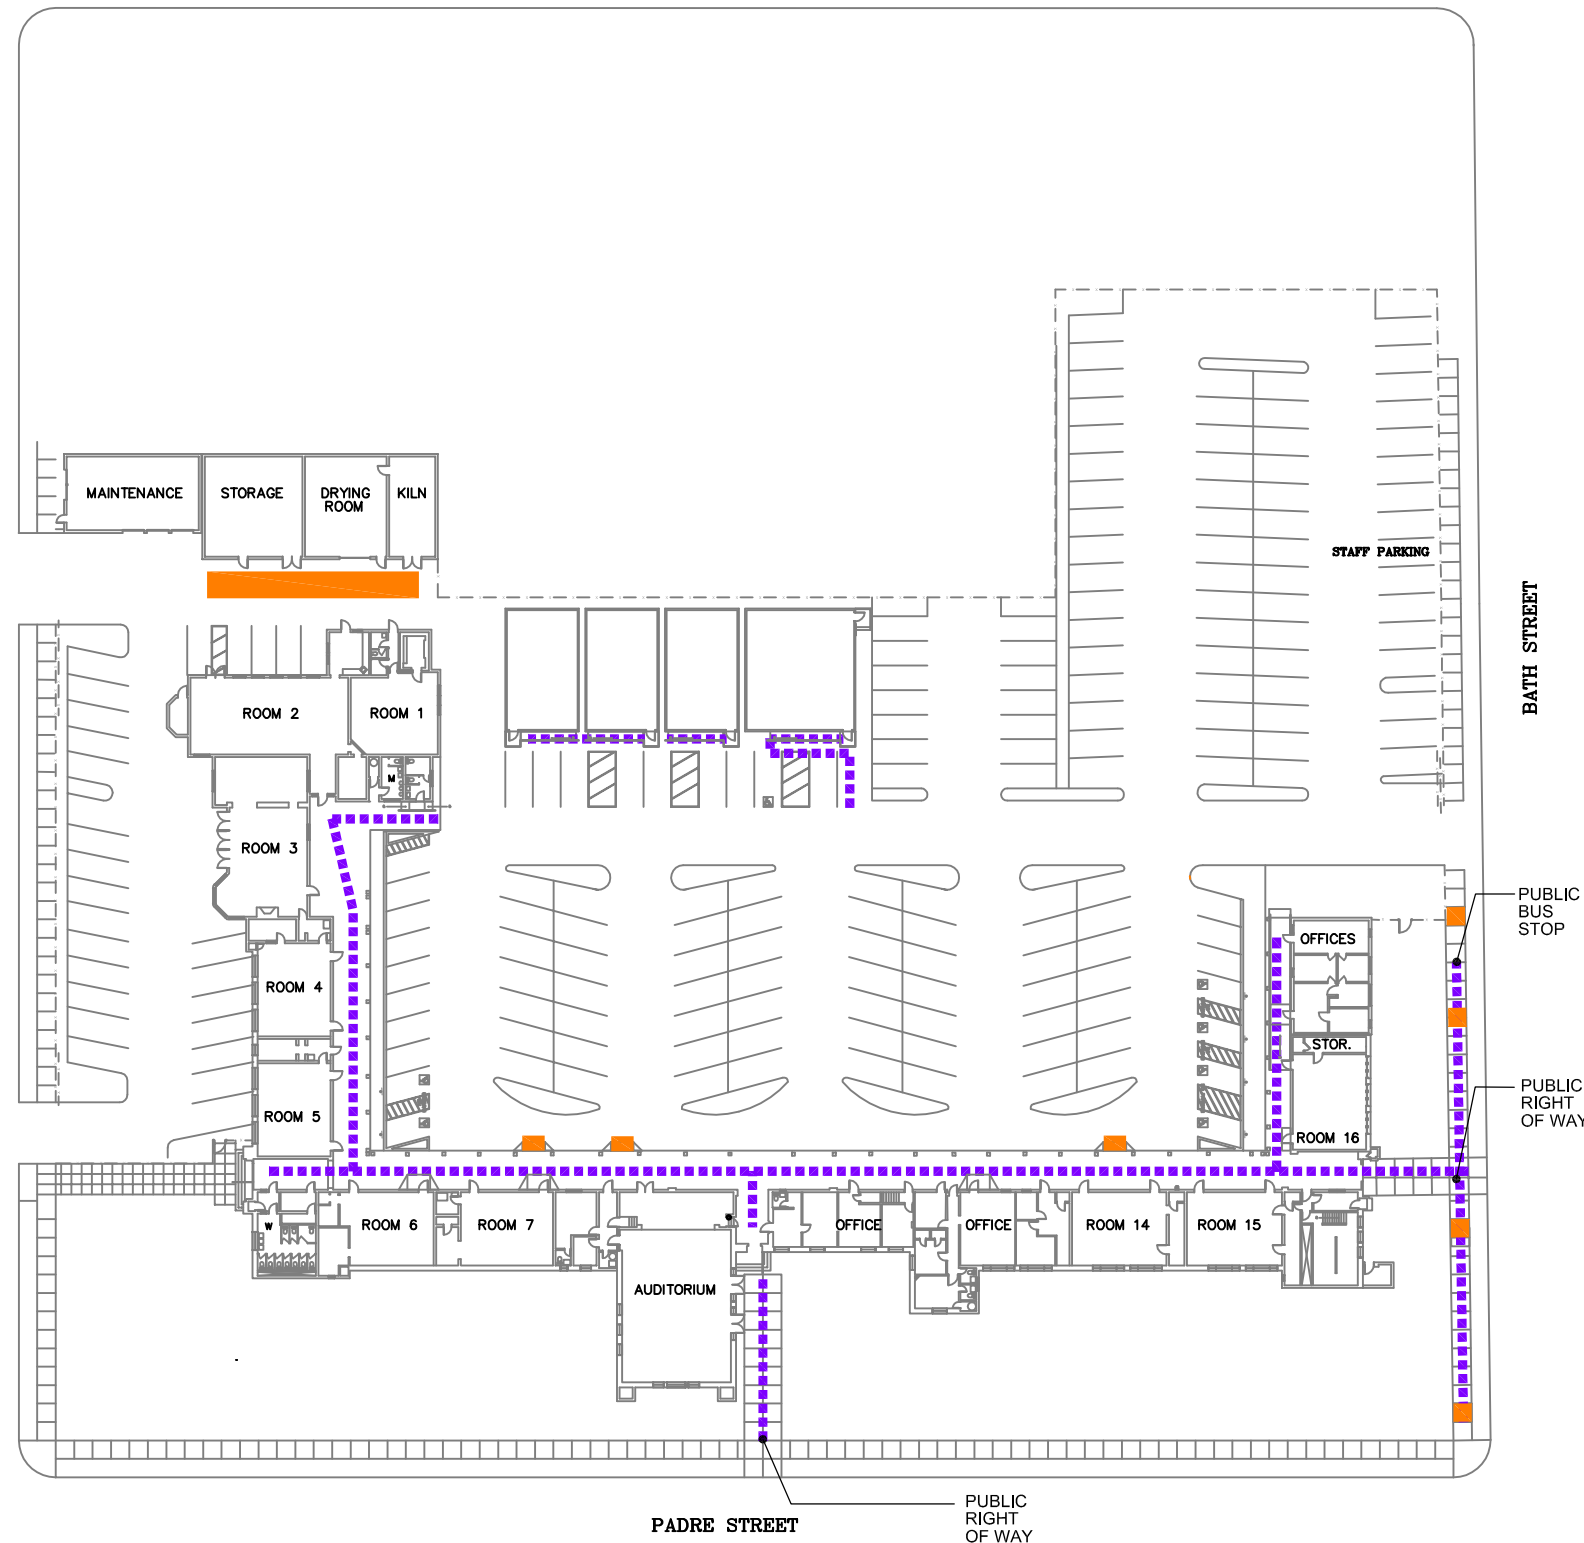 MAINTENANCE
STORAGE
DRYING
ROOM
KILN
STAFF PARKING
BATH STREET
ROOM 2
ROOM 1
M
ROOM 3
PUBLIC
BUS
STOP
OFFICES
ROOM 4
STOR.
PUBLIC
RIGHT
OF WAY
ROOM 5
ROOM 16
W
ROOM 6
ROOM 7
OFFICE
OFFICE
ROOM 14
ROOM 15
AUDITORIUM
PUBLIC
RIGHT
OF WAY
PADRE STREET